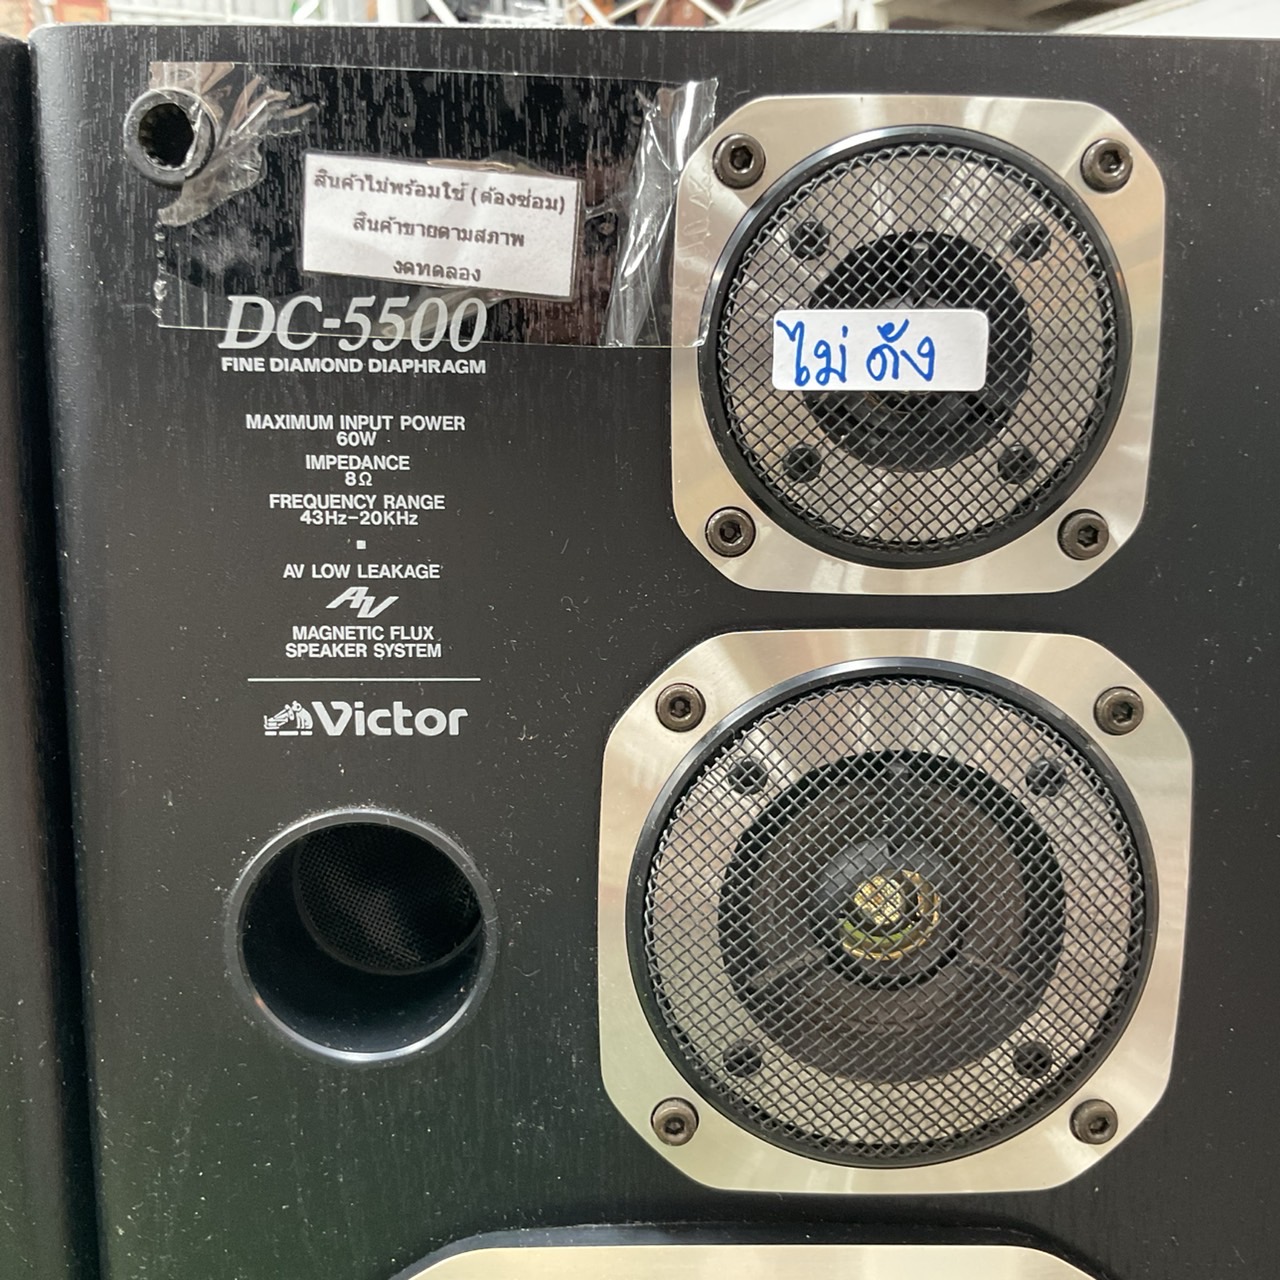 สินค้าไม่พร้อมใช้ (ต้องซ่อม)
สินค้าขายตามสภาพ
งดทดลอง
DC-5500
FINE DIAMOND DIAPHRAGM
MAXIMUM INPUT POWER
60W
IMPEDANCE
8Ω
FREQUENCY RANGE
43Hz-20KHz
AV LOW LEAKAGE
AV
MAGNETIC FLUX
SPEAKER SYSTEM
Victor
ไม่ ดัง